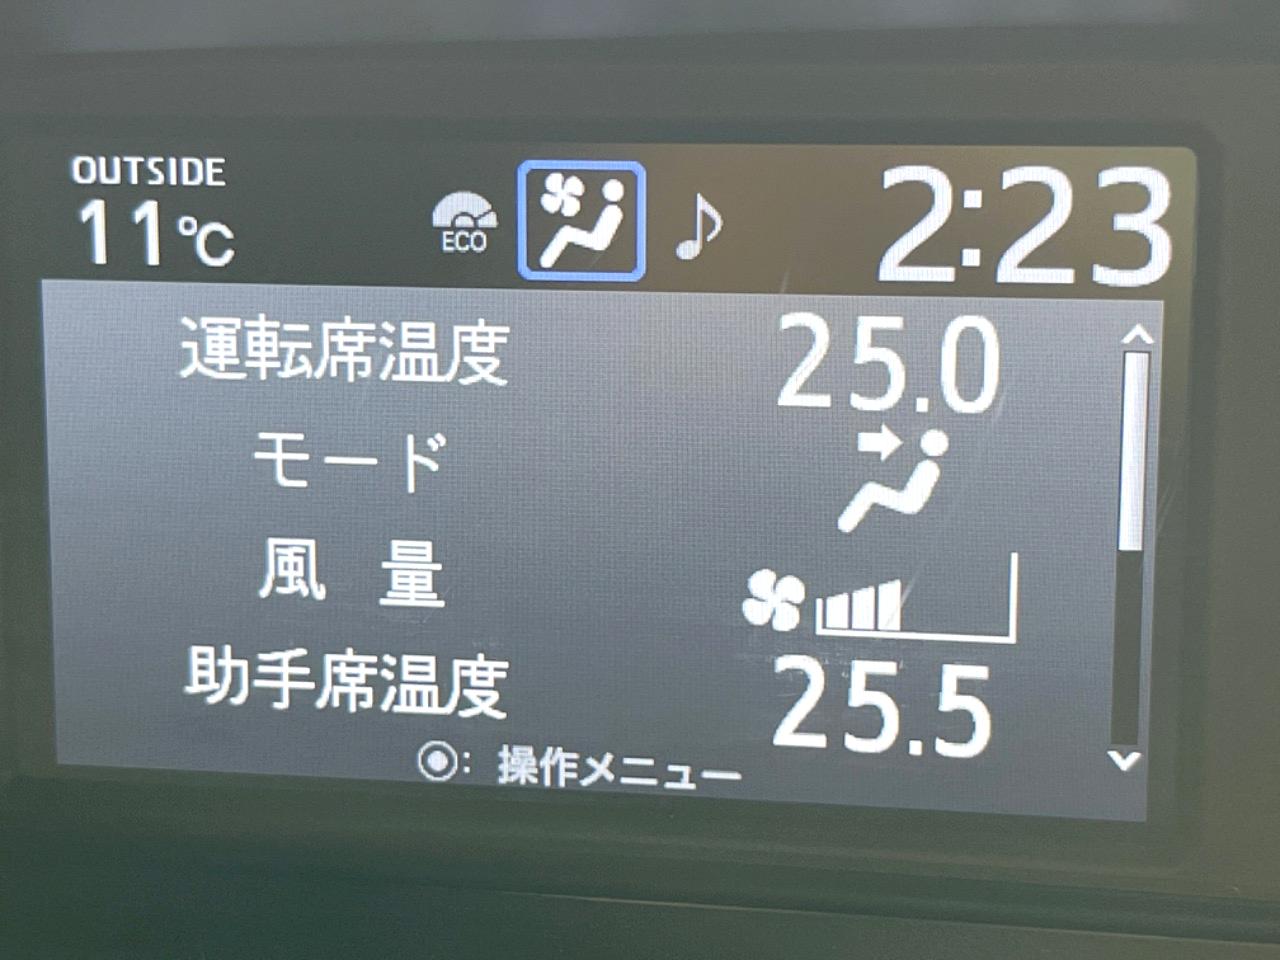 OUTSIDE
11℃
ECO
2:23
運転席温度 25.0
モード
風 量
助手席温度 25.5
: 操作メニュー